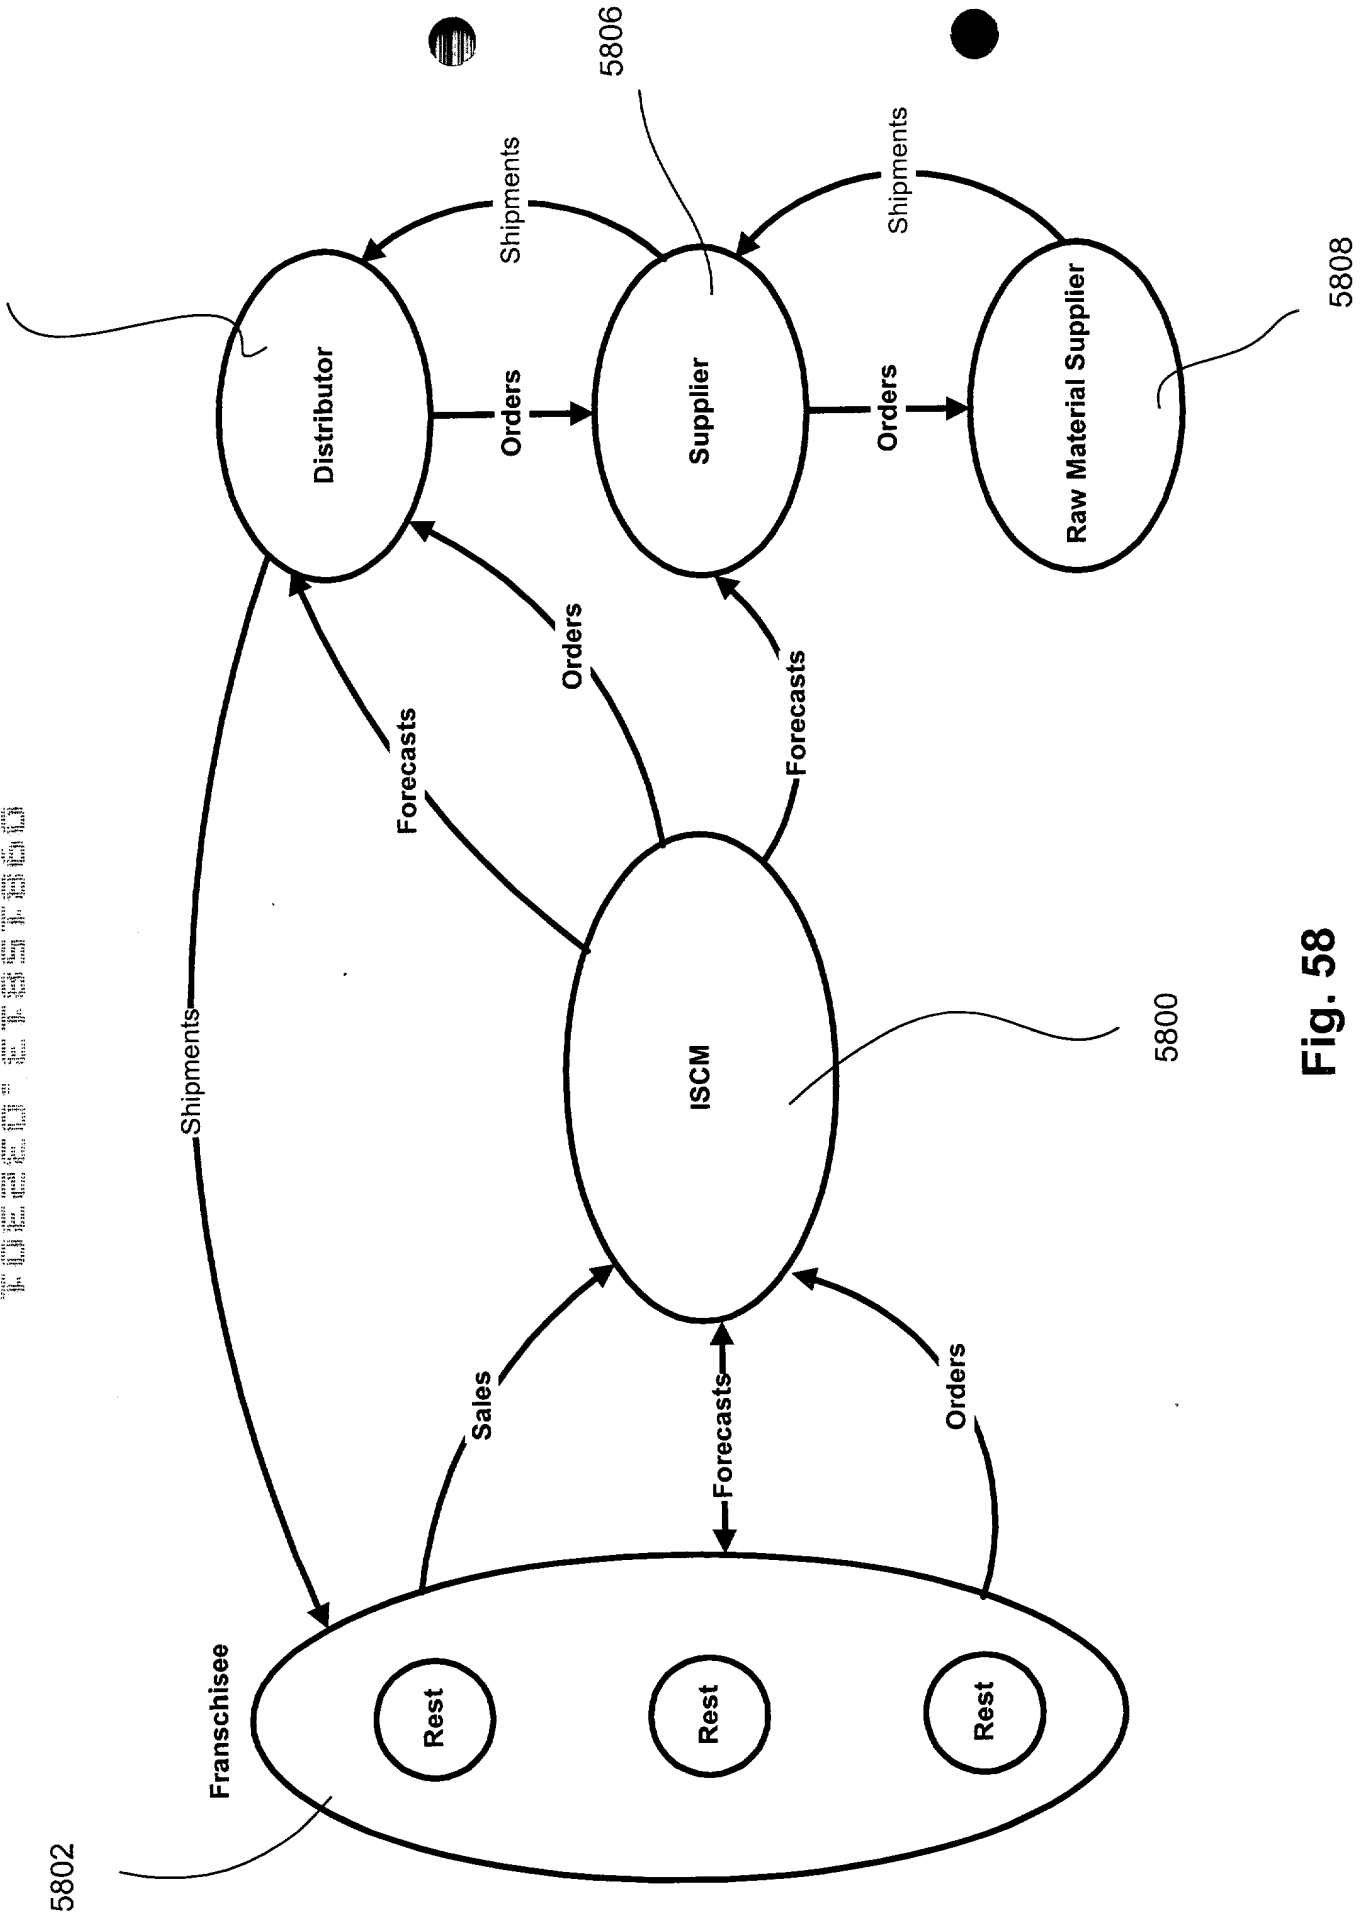 5802
Franschisee
Rest
Rest
Rest
Shipments
Sales
Forecasts
Orders
ISCM
5800
Forecasts
Orders
Forecasts
Distributor
Orders
Shipments
Supplier
5806
Orders
Shipments
Raw Material Supplier
5808
Fig. 58